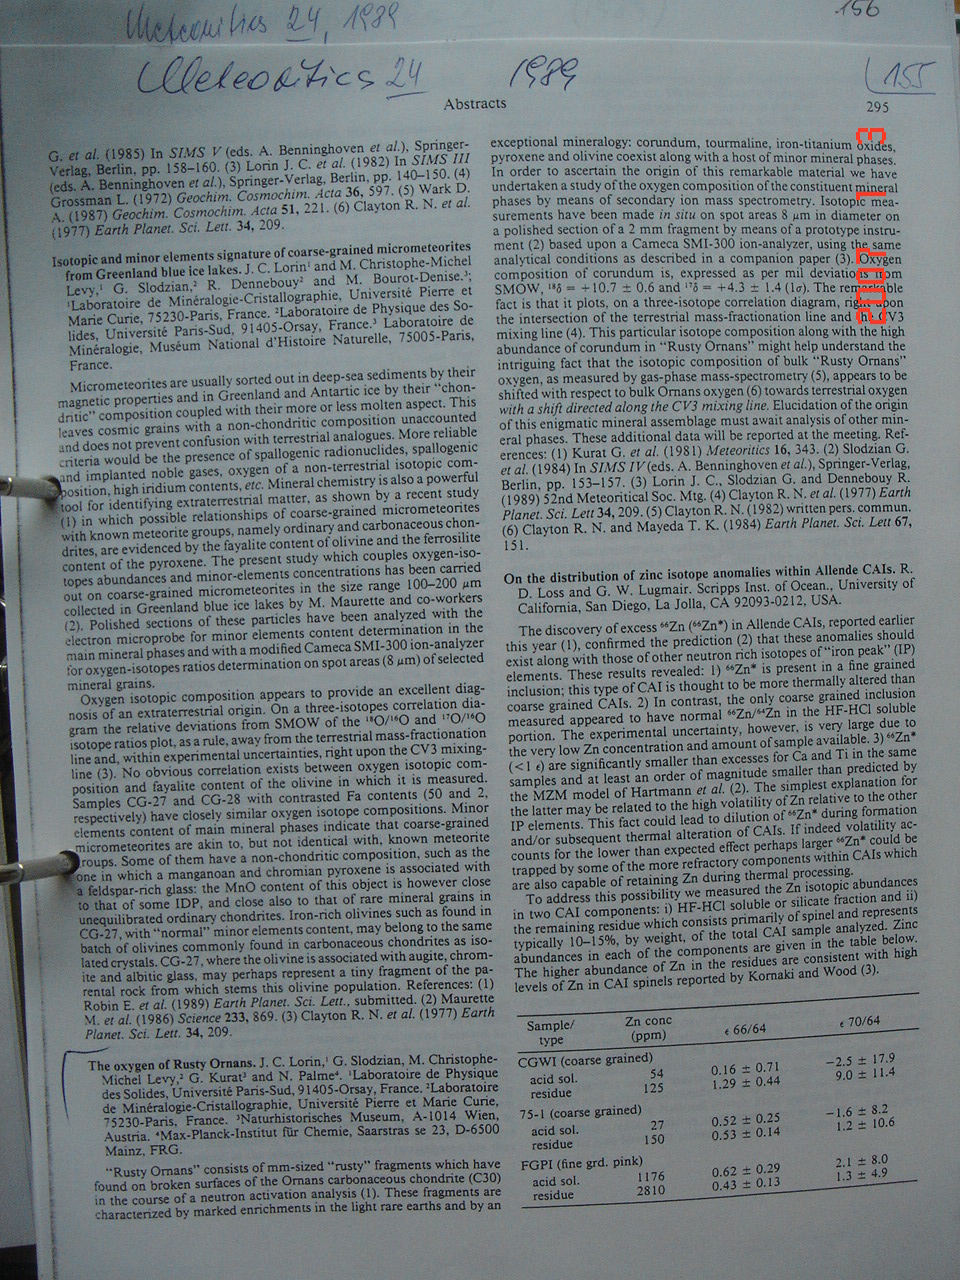 Meteoritics 24, 1989
156
Meteoritics 24 1989
155
Abstracts
295
G. et al. (1985) In SIMS V (eds. A. Benninghoven et al.), Springer-
Verlag, Berlin, pp. 158–160. (3) Lorin J. C. et al. (1982) In SIMS III
(eds. A. Benninghoven et al.), Springer-Verlag, Berlin, pp. 140–150. (4)
Grossman L. (1972) Geochim. Cosmochim. Acta 36, 597. (5) Wark D.
A. (1987) Geochim. Cosmochim. Acta 51, 221. (6) Clayton R. N. et al.
(1977) Earth Planet. Sci. Lett. 34, 209.
Isotopic and minor elements signature of coarse-grained micrometeorites
from Greenland blue ice lakes. J. C. Lorin¹ and M. Christophe-Michel
Levy,¹ G. Slodzian,² R. Dennebouy² and M. Bourot-Denise.³;
¹Laboratoire de Minéralogie-Cristallographie, Université Pierre et
Marie Curie, 75230-Paris, France. ²Laboratoire de Physique des So-
lides, Université Paris-Sud, 91405-Orsay, France.³ Laboratoire de
Minéralogie, Muséum National d'Histoire Naturelle, 75005-Paris,
France.
Micrometeorites are usually sorted out in deep-sea sediments by their
magnetic properties and in Greenland and Antartic ice by their "chon-
dritic" composition coupled with their more or less molten aspect. This
leaves cosmic grains with a non-chondritic composition unaccounted
and does not prevent confusion with terrestrial analogues. More reliable
criteria would be the presence of spallogenic radionuclides, spallogenic
and implanted noble gases, oxygen of a non-terrestrial isotopic com-
position, high iridium contents, etc. Mineral chemistry is also a powerful
tool for identifying extraterrestrial matter, as shown by a recent study
(1) in which possible relationships of coarse-grained micrometeorites
with known meteorite groups, namely ordinary and carbonaceous chon-
drites, are evidenced by the fayalite content of olivine and the ferrosilite
content of the pyroxene. The present study which couples oxygen-iso-
topes abundances and minor-elements concentrations has been carried
out on coarse-grained micrometeorites in the size range 100–200 μm
collected in Greenland blue ice lakes by M. Maurette and co-workers
(2). Polished sections of these particles have been analyzed with the
electron microprobe for minor elements content determination in the
main mineral phases and with a modified Cameca SMI-300 ion-analyzer
for oxygen-isotopes ratios determination on spot areas (8 μm) of selected
mineral grains.
Oxygen isotopic composition appears to provide an excellent diag-
nosis of an extraterrestrial origin. On a three-isotopes correlation dia-
gram the relative deviations from SMOW of the ¹⁸O/¹⁶O and ¹⁷O/¹⁶O
isotope ratios plot, as a rule, away from the terrestrial mass-fractionation
line and, within experimental uncertainties, right upon the CV3 mixing-
line (3). No obvious correlation exists between oxygen isotopic com-
position and fayalite content of the olivine in which it is measured.
Samples CG-27 and CG-28 with contrasted Fa contents (50 and 2,
respectively) have closely similar oxygen isotope compositions. Minor
elements content of main mineral phases indicate that coarse-grained
micrometeorites are akin to, but not identical with, known meteorite
groups. Some of them have a non-chondritic composition, such as the
one in which a manganoan and chromian pyroxene is associated with
a feldspar-rich glass: the MnO content of this object is however close
to that of some IDP, and close also to that of rare mineral grains in
unequilibrated ordinary chondrites. Iron-rich olivines such as found in
CG-27, with "normal" minor elements content, may belong to the same
batch of olivines commonly found in carbonaceous chondrites as iso-
lated crystals. CG-27, where the olivine is associated with augite, chrom-
ite and albitic glass, may perhaps represent a tiny fragment of the pa-
rental rock from which stems this olivine population. References: (1)
Robin E. et al. (1989) Earth Planet. Sci. Lett., submitted. (2) Maurette
M. et al. (1986) Science 233, 869. (3) Clayton R. N. et al. (1977) Earth
Planet. Sci. Lett. 34, 209.
The oxygen of Rusty Ornans. J. C. Lorin,¹ G. Slodzian, M. Christophe-
Michel Levy,² G. Kurat³ and N. Palme⁴. ¹Laboratoire de Physique
des Solides, Université Paris-Sud, 91405-Orsay, France. ²Laboratoire
de Minéralogie-Cristallographie, Université Pierre et Marie Curie,
75230-Paris, France. ³Naturhistorisches Museum, A-1014 Wien,
Austria. ⁴Max-Planck-Institut für Chemie, Saarstras se 23, D-6500
Mainz, FRG.
"Rusty Ornans" consists of mm-sized "rusty" fragments which have
found on broken surfaces of the Ornans carbonaceous chondrite (C30)
in the course of a neutron activation analysis (1). These fragments are
characterized by marked enrichments in the light rare earths and by an
exceptional mineralogy: corundum, tourmaline, iron-titanium oxides,
pyroxene and olivine coexist along with a host of minor mineral phases.
In order to ascertain the origin of this remarkable material we have
undertaken a study of the oxygen composition of the constituent mineral
phases by means of secondary ion mass spectrometry. Isotopic mea-
surements have been made in situ on spot areas 8 μm in diameter on
a polished section of a 2 mm fragment by means of a prototype instru-
ment (2) based upon a Cameca SMI-300 ion-analyzer, using the same
analytical conditions as described in a companion paper (3). Oxygen
composition of corundum is, expressed as per mil deviations from
SMOW, ¹⁸δ = +10.7 ± 0.6 and ¹⁷δ = +4.3 ± 1.4 (1σ). The remarkable
fact is that it plots, on a three-isotope correlation diagram, right upon
the intersection of the terrestrial mass-fractionation line and the CV3
mixing line (4). This particular isotope composition along with the high
abundance of corundum in "Rusty Ornans" might help understand the
intriguing fact that the isotopic composition of bulk "Rusty Ornans"
oxygen, as measured by gas-phase mass-spectrometry (5), appears to be
shifted with respect to bulk Ornans oxygen (6) towards terrestrial oxygen
with a shift directed along the CV3 mixing line. Elucidation of the origin
of this enigmatic mineral assemblage must await analysis of other min-
eral phases. These additional data will be reported at the meeting. Ref-
erences: (1) Kurat G. et al. (1981) Meteoritics 16, 343. (2) Slodzian G.
et al. (1984) In SIMS IV (eds. A. Benninghoven et al.), Springer-Verlag,
Berlin, pp. 153–157. (3) Lorin J. C., Slodzian G. and Dennebouy R.
(1989) 52nd Meteoritical Soc. Mtg. (4) Clayton R. N. et al. (1977) Earth
Planet. Sci. Lett 34, 209. (5) Clayton R. N. (1982) written pers. commun.
(6) Clayton R. N. and Mayeda T. K. (1984) Earth Planet. Sci. Lett 67,
151.
On the distribution of zinc isotope anomalies within Allende CAIs. R.
D. Loss and G. W. Lugmair. Scripps Inst. of Ocean., University of
California, San Diego, La Jolla, CA 92093-0212, USA.
The discovery of excess ⁶⁶Zn (⁶⁶Zn*) in Allende CAIs, reported earlier
this year (1), confirmed the prediction (2) that these anomalies should
exist along with those of other neutron rich isotopes of "iron peak" (IP)
elements. These results revealed: 1) ⁶⁶Zn* is present in a fine grained
inclusion; this type of CAI is thought to be more thermally altered than
coarse grained CAIs. 2) In contrast, the only coarse grained inclusion
measured appeared to have normal ⁶⁶Zn/⁶⁴Zn in the HF-HCl soluble
portion. The experimental uncertainty, however, is very large due to
the very low Zn concentration and amount of sample available. 3) ⁶⁶Zn*
(<1 ε) are significantly smaller than excesses for Ca and Ti in the same
samples and at least an order of magnitude smaller than predicted by
the MZM model of Hartmann et al. (2). The simplest explanation for
the latter may be related to the high volatility of Zn relative to the other
IP elements. This fact could lead to dilution of ⁶⁶Zn* during formation
and/or subsequent thermal alteration of CAIs. If indeed volatility ac-
counts for the lower than expected effect perhaps larger ⁶⁶Zn* could be
trapped by some of the more refractory components within CAIs which
are also capable of retaining Zn during thermal processing.
To address this possibility we measured the Zn isotopic abundances
in two CAI components: i) HF-HCl soluble or silicate fraction and ii)
the remaining residue which consists primarily of spinel and represents
typically 10–15%, by weight, of the total CAI sample analyzed. Zinc
abundances in each of the components are given in the table below.
The higher abundance of Zn in the residues are consistent with high
levels of Zn in CAI spinels reported by Kornaki and Wood (3).
Sample/ type Zn conc (ppm) ε 66/64 ε 70/64
CGWI (coarse grained)
acid sol. 54 0.16 ± 0.71 −2.5 ± 17.9
residue 125 1.29 ± 0.44 9.0 ± 11.4
75-1 (coarse grained)
acid sol. 27 0.52 ± 0.25 −1.6 ± 8.2
residue 150 0.53 ± 0.14 1.2 ± 10.6
FGPI (fine grd. pink)
acid sol. 1176 0.62 ± 0.29 2.1 ± 8.0
residue 2810 0.43 ± 0.13 1.3 ± 4.9
2007 1 3